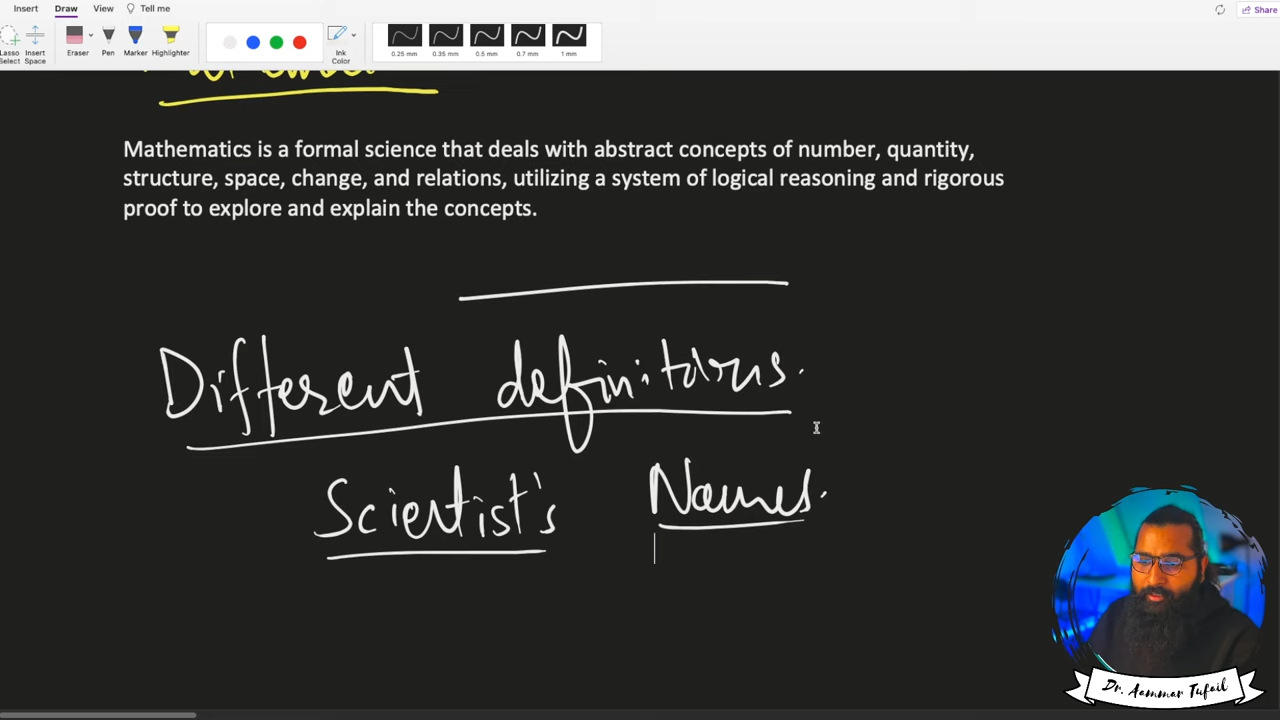 Insert Draw View Tell me
Share
Lasso Select
Insert Space
Eraser
Pen
Marker
Highlighter
Ink Color
0.25 mm
0.35 mm
0.5 mm
0.7 mm
1 mm
Mathematics is a formal science that deals with abstract concepts of number, quantity,
structure, space, change, and relations, utilizing a system of logical reasoning and rigorous
proof to explore and explain the concepts.
Different definitions.
Scientist's Names.
Dr. Aammar Tufail